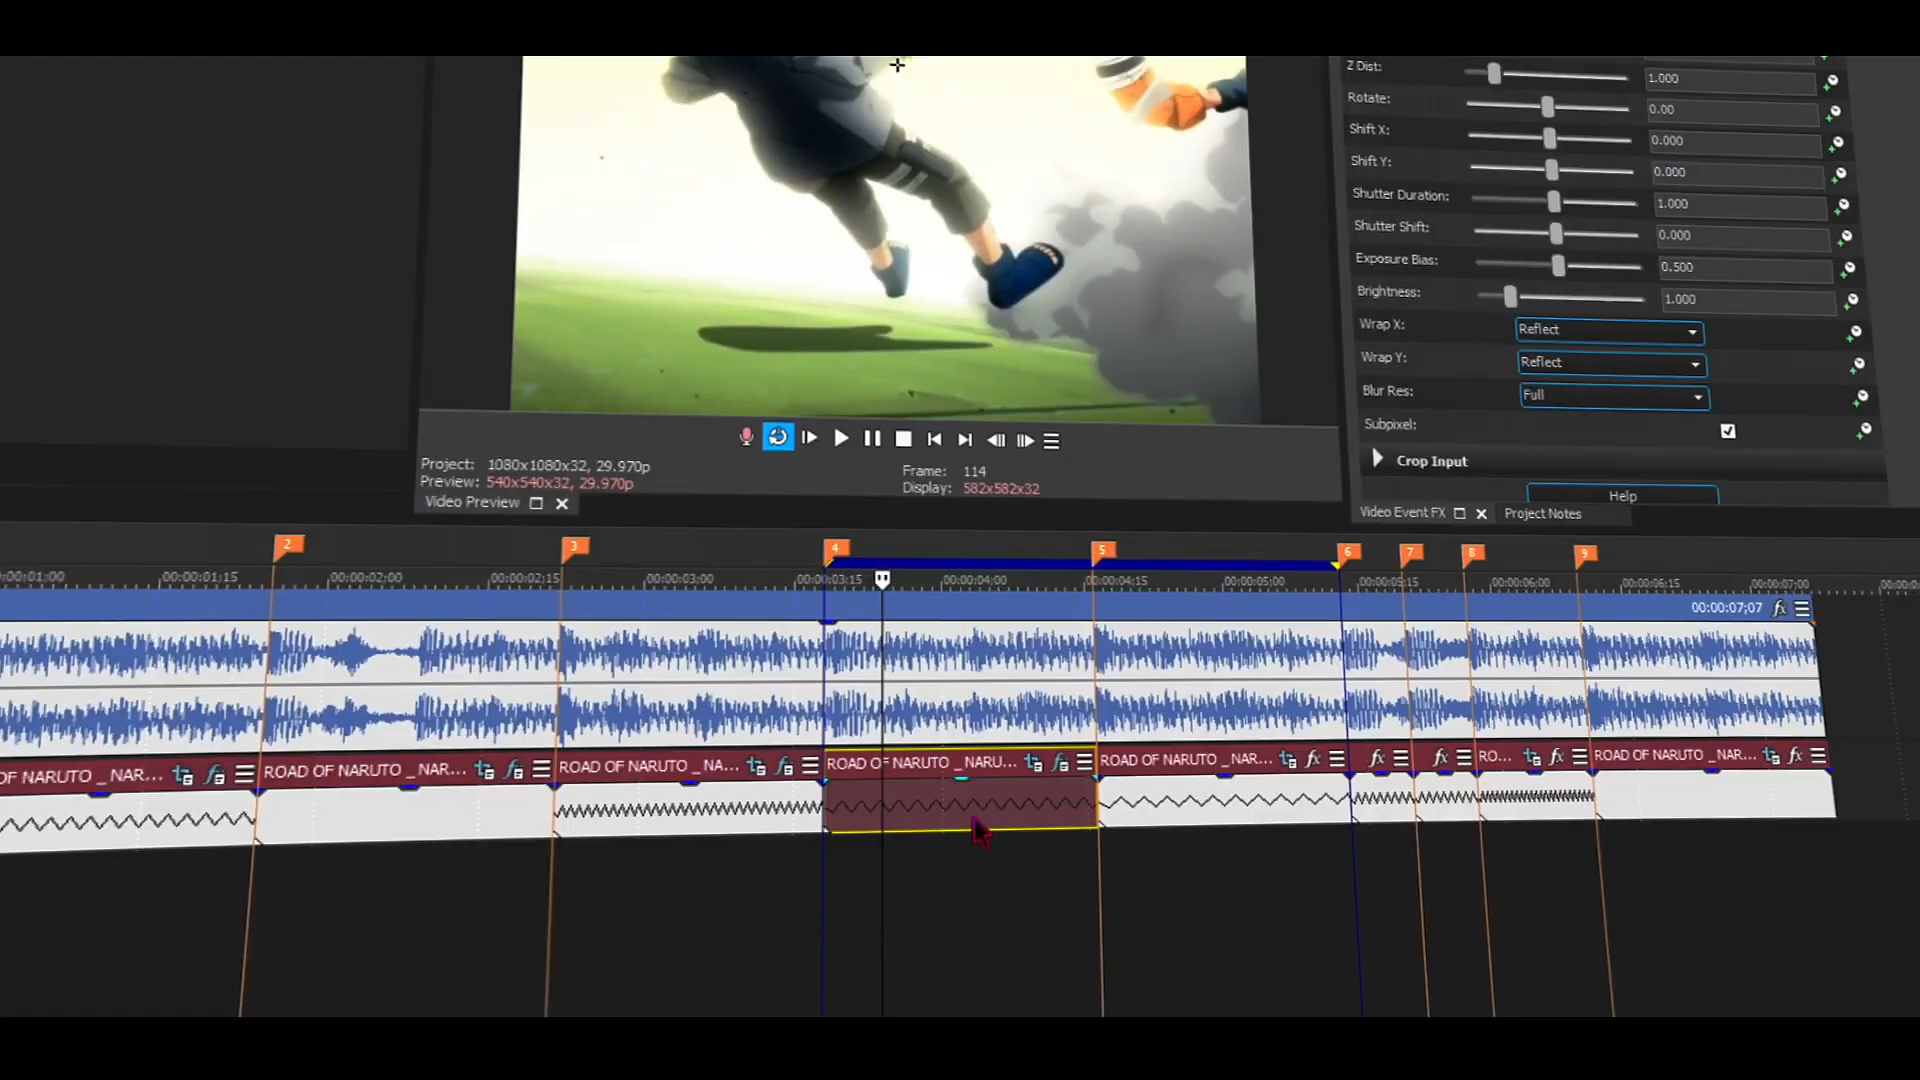 Z Dist: 1.000
Rotate: 0.00
Shift X: 0.000
Shift Y: 0.000
Shutter Duration: 1.000
Shutter Shift: 0.000
Exposure Bias: 0.500
Brightness: 1.000
Wrap X: Reflect
Wrap Y: Reflect
Blur Res: Full
Subpixel:
Crop Input
Help
Video Event FX
Project Notes
Project: 1080x1080x32, 29.970p
Preview: 540x540x32, 29.970p
Frame: 114
Display: 582x582x32
Video Preview
2 3 4 5 6 7 8 9
:00:01:00 00:00:01:15 00:00:02:00 00:00:02:15 00:00:03:00 00:00:03:15 00:00:04:00 00:00:04:15 00:00:05:00 00:00:05:15 00:00:06:00 00:00:06:15 00:00:07:00
00:00:07;07
OF NARUTO _ NAR... ROAD OF NARUTO _ NAR... ROAD OF NARUTO _ NA... ROAD OF NARUTO _ NARU... ROAD OF NARUTO _ NAR... RO... ROAD OF NARUTO _ NAR...